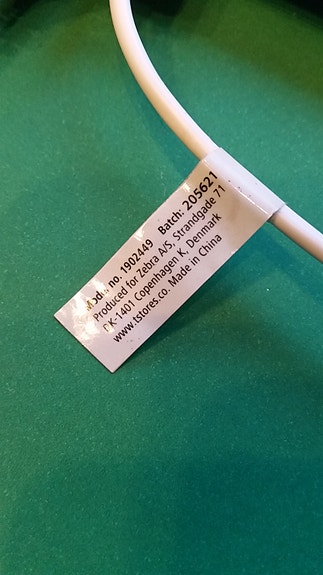 Model no. 1902449 Batch: 205621
Produced for Zebra A/S, Strandgade 71
DK-1401 Copenhagen K, Denmark
www.tstores.co. Made in China